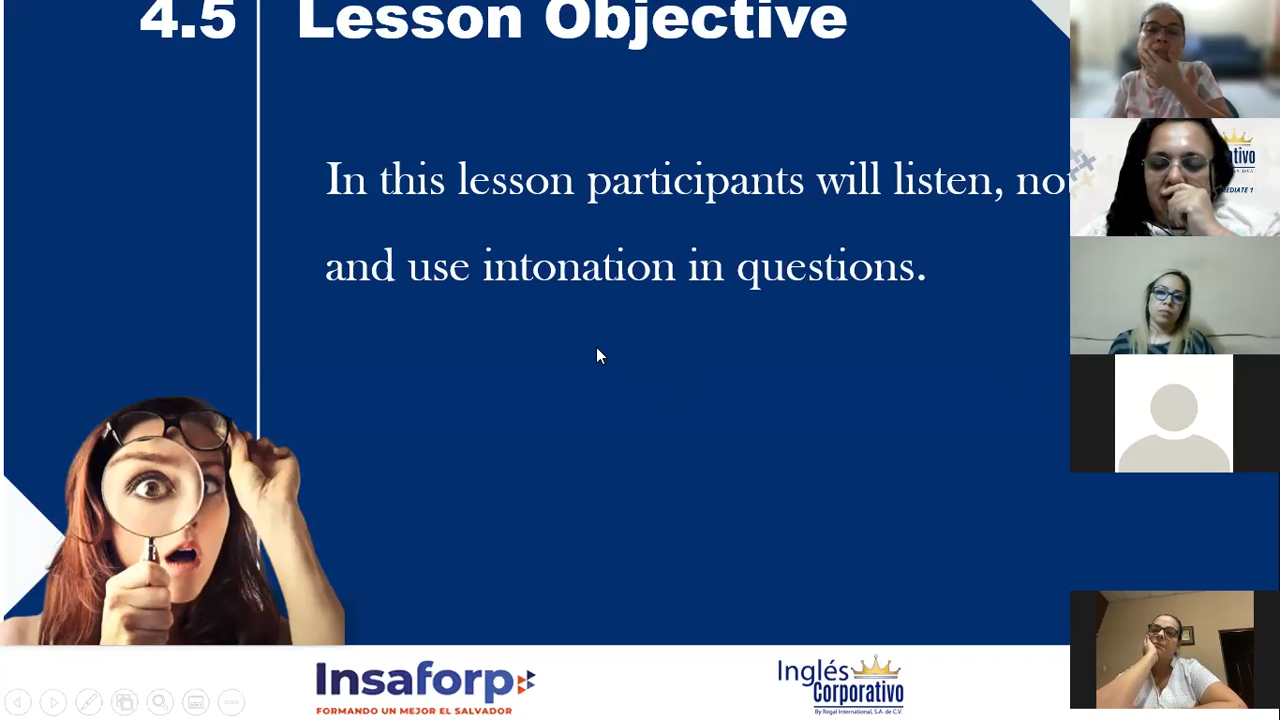 4.5 Lesson Objective
In this lesson participants will listen,
and use intonation in questions.
Insaforp
FORMANDO UN MEJOR EL SALVADOR
Inglés
Corporativo
By Regal International, S.A. de C.V.